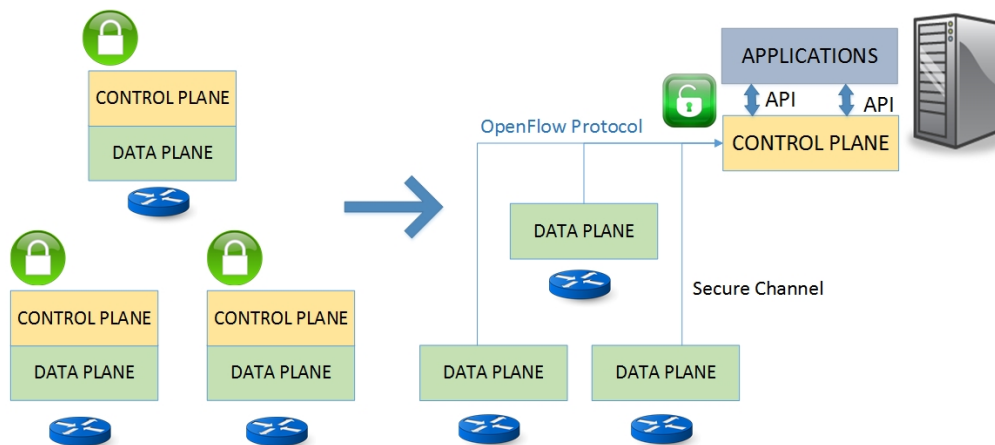 CONTROL PLANE
DATA PLANE
CONTROL PLANE
DATA PLANE
CONTROL PLANE
DATA PLANE
APPLICATIONS
API
API
OpenFlow Protocol
CONTROL PLANE
DATA PLANE
Secure Channel
DATA PLANE
DATA PLANE